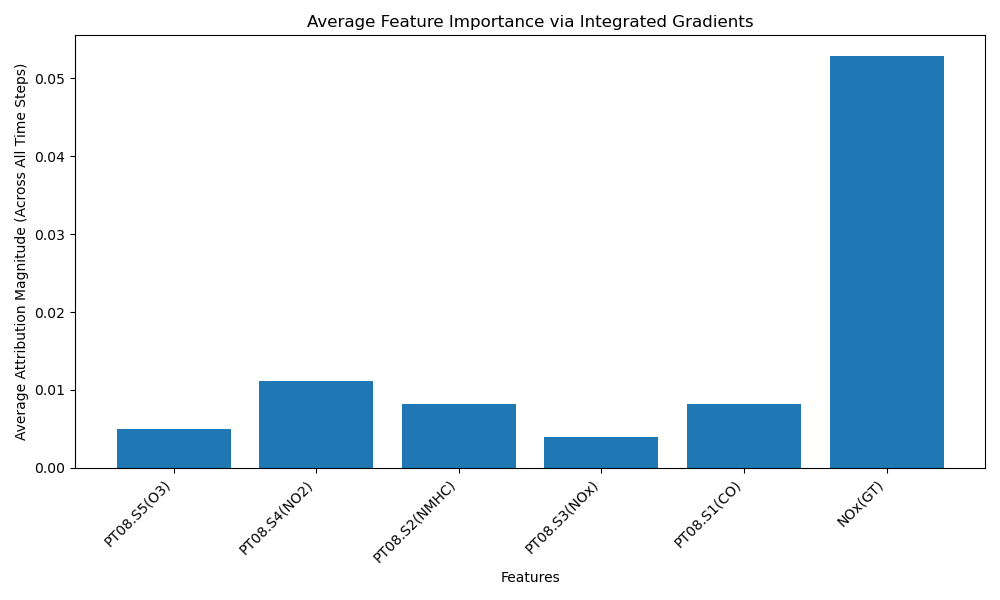 Average Feature Importance via Integrated Gradients
Average Attribution Magnitude (Across All Time Steps)
0.05
0.04
0.03
0.02
0.01
0.00
PT08.S5(O3)
PT08.S4(NO2)
PT08.S2(NMHC)
PT08.S3(NOx)
PT08.S1(CO)
NOx(GT)
Features